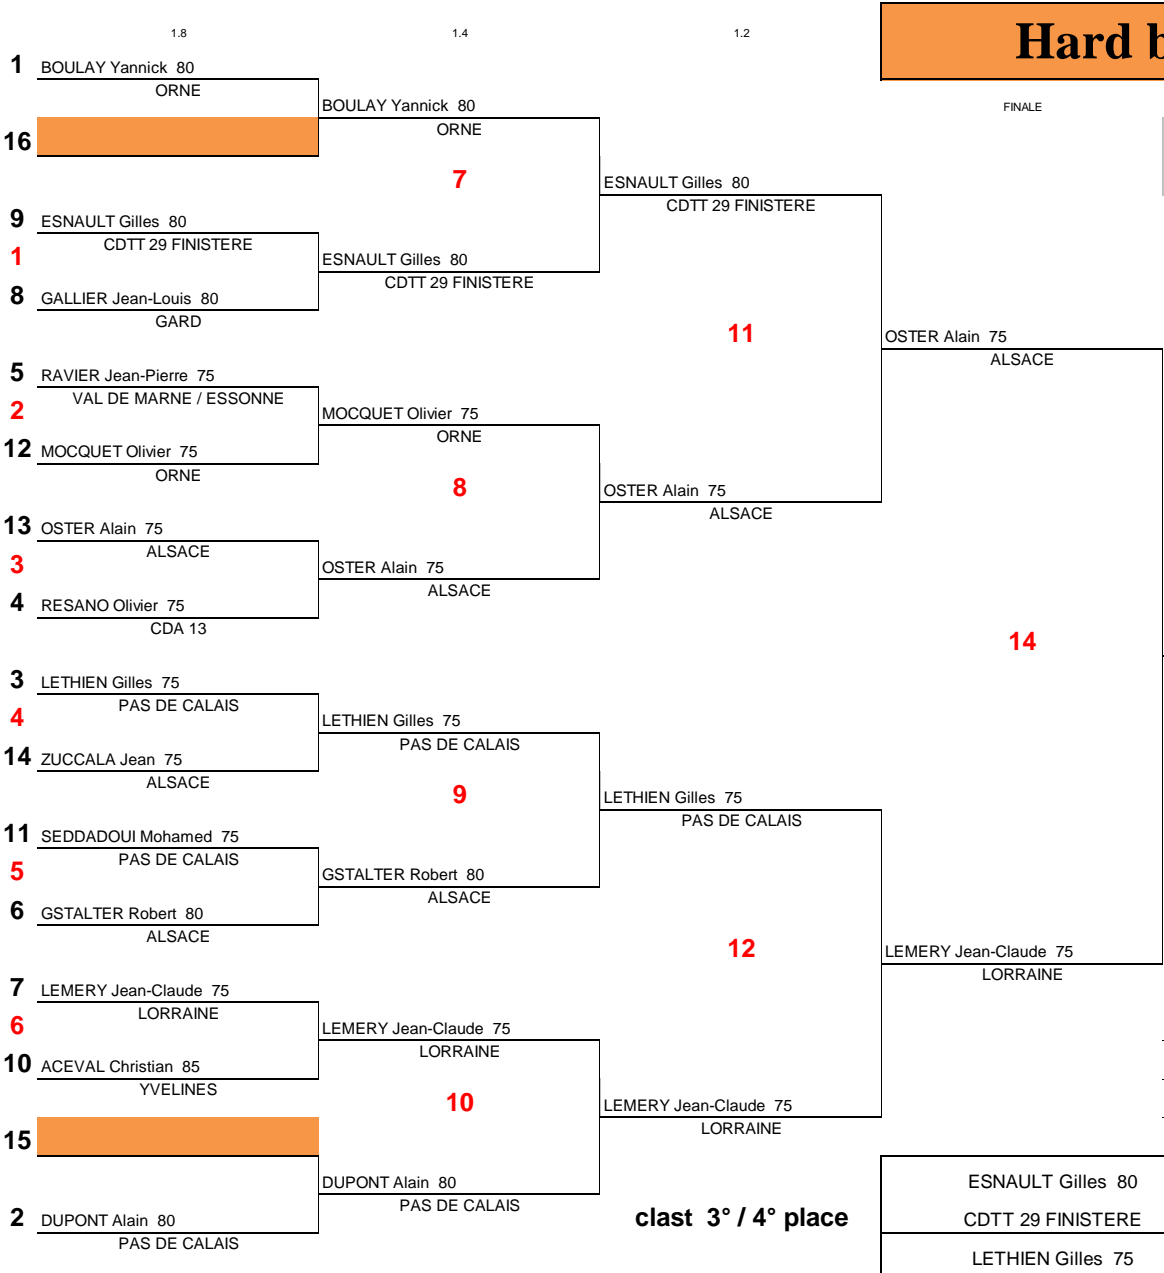 1.8
1.4
1.2
Hard b
FINALE
1
BOULAY Yannick 80
ORNE
16
BOULAY Yannick 80
ORNE
7
9
ESNAULT Gilles 80
CDTT 29 FINISTERE
1
8
GALLIER Jean-Louis 80
GARD
ESNAULT Gilles 80
CDTT 29 FINISTERE
ESNAULT Gilles 80
CDTT 29 FINISTERE
11
5
RAVIER Jean-Pierre 75
VAL DE MARNE / ESSONNE
2
12
MOCQUET Olivier 75
ORNE
MOCQUET Olivier 75
ORNE
8
13
OSTER Alain 75
ALSACE
3
4
RESANO Olivier 75
CDA 13
OSTER Alain 75
ALSACE
OSTER Alain 75
ALSACE
OSTER Alain 75
ALSACE
14
3
LETHIEN Gilles 75
PAS DE CALAIS
4
14
ZUCCALA Jean 75
ALSACE
LETHIEN Gilles 75
PAS DE CALAIS
9
11
SEDDADOUI Mohamed 75
PAS DE CALAIS
5
6
GSTALTER Robert 80
ALSACE
GSTALTER Robert 80
ALSACE
LETHIEN Gilles 75
PAS DE CALAIS
12
7
LEMERY Jean-Claude 75
LORRAINE
6
10
ACEVAL Christian 85
YVELINES
LEMERY Jean-Claude 75
LORRAINE
10
15
2
DUPONT Alain 80
PAS DE CALAIS
DUPONT Alain 80
PAS DE CALAIS
LEMERY Jean-Claude 75
LORRAINE
LEMERY Jean-Claude 75
LORRAINE
clast 3° / 4° place
ESNAULT Gilles 80
CDTT 29 FINISTERE
LETHIEN Gilles 75